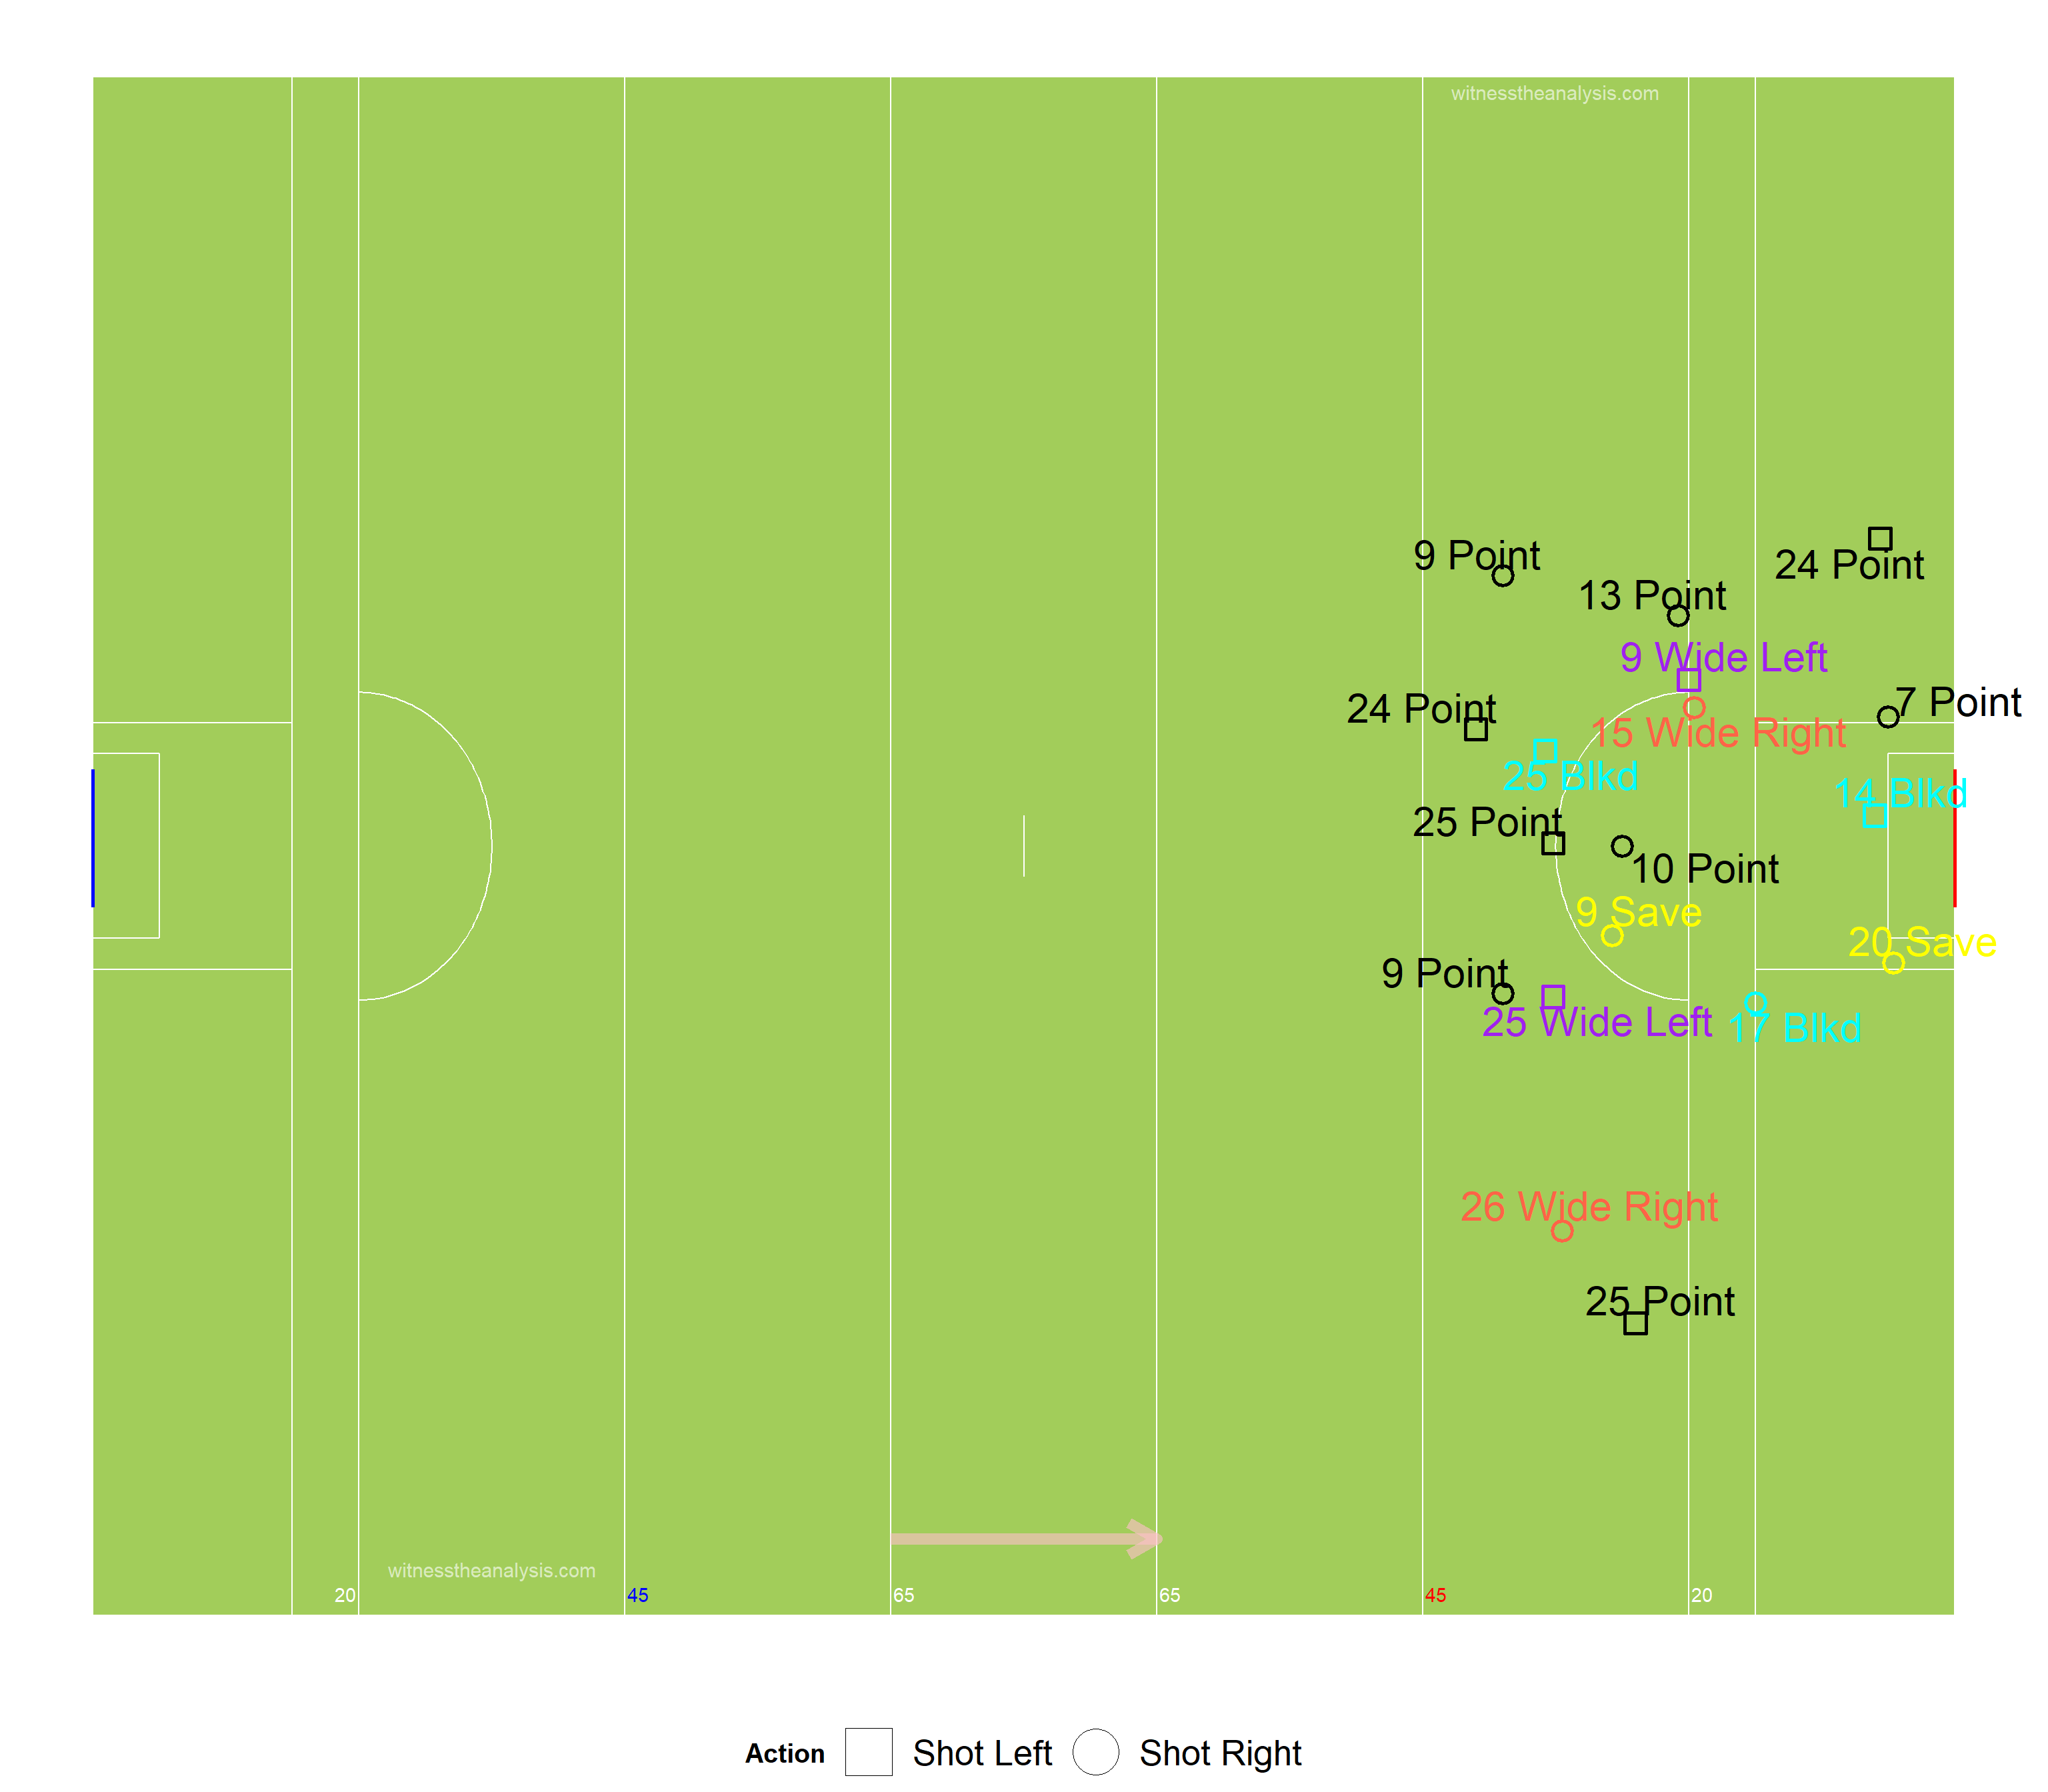 witnesstheanalysis.com
9 Point
24 Point
13 Point
9 Wide Left
7 Point
24 Point
15 Wide Right
25 Blkd
14 Blkd
25 Point
10 Point
9 Save
20 Save
9 Point
25 Wide Left
17 Blkd
26 Wide Right
25 Point
witnesstheanalysis.com
20 45 65 65 45 20
Action Shot Left Shot Right